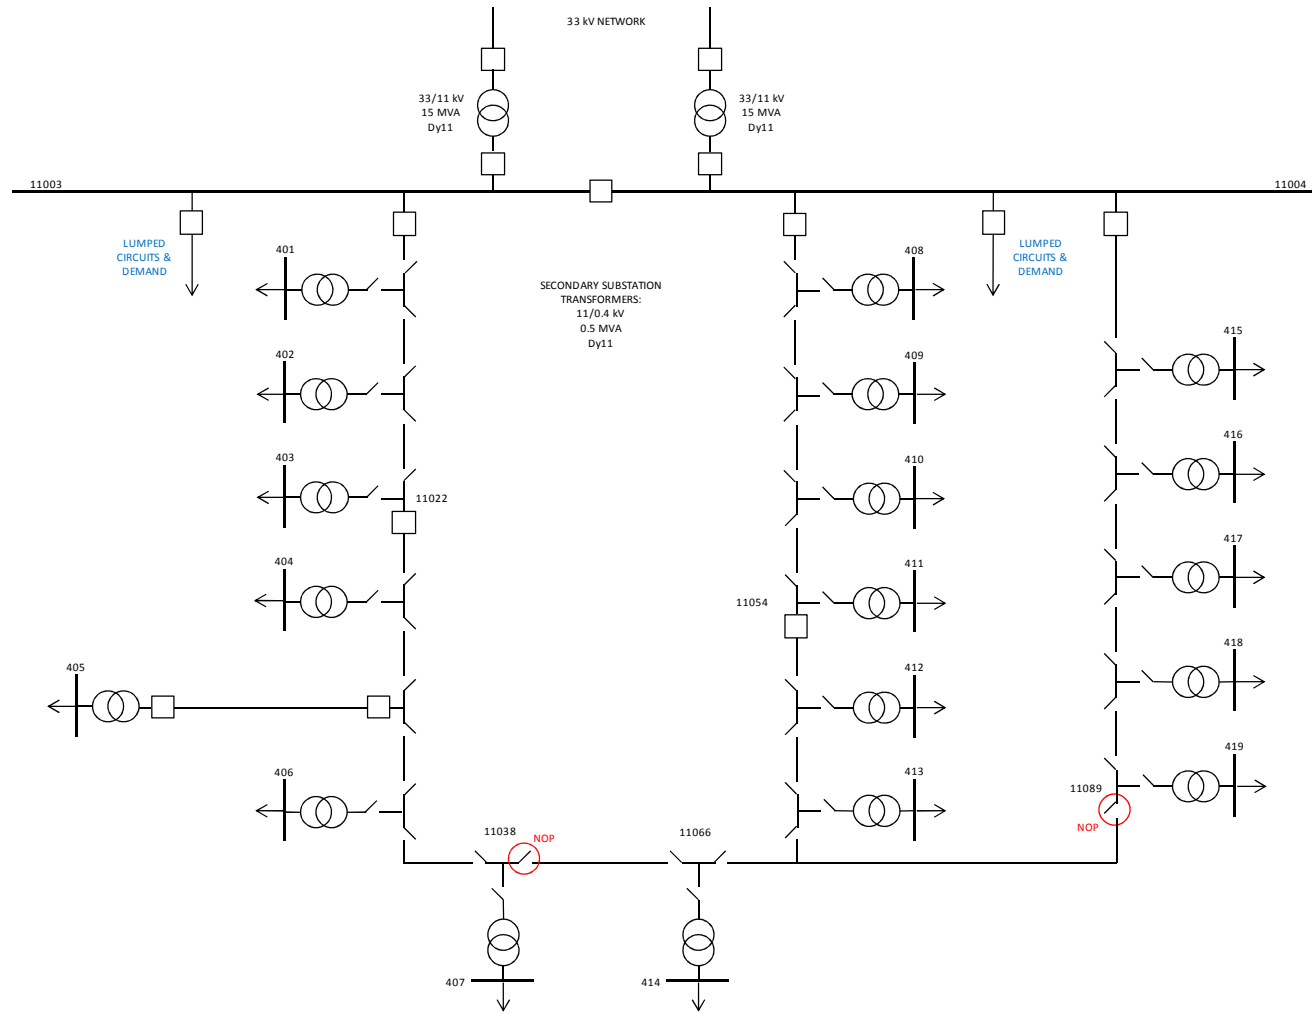 33 kV NETWORK
33/11 kV
15 MVA
Dy11
33/11 kV
15 MVA
Dy11
11003
11004
LUMPED
CIRCUITS &
DEMAND
401
SECONDARY SUBSTATION
TRANSFORMERS:
11/0.4 kV
0.5 MVA
Dy11
408
LUMPED
CIRCUITS &
DEMAND
415
402
409
416
403
11022
410
417
404
11054
411
418
405
412
419
406
413
11089
NOP
11038
NOP
11066
407
414